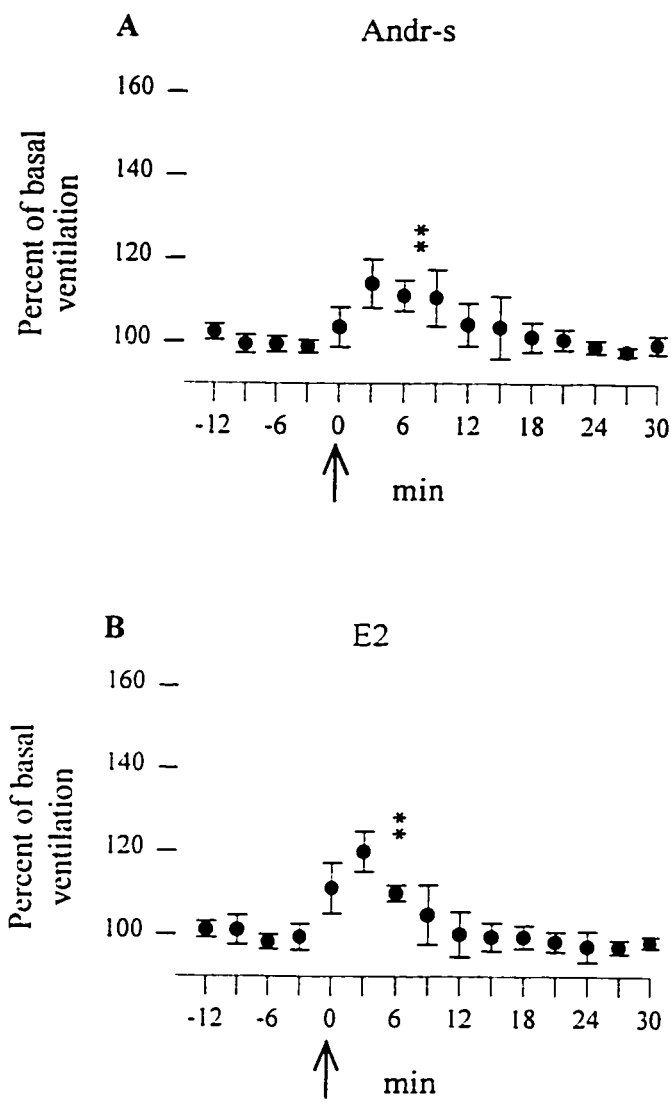 A
Andr-s
Percent of basal
ventilation
160
140
120
100
**
-12 -6 0 6 12 18 24 30
min
B
E2
Percent of basal
ventilation
160
140
120
100
**
-12 -6 0 6 12 18 24 30
min